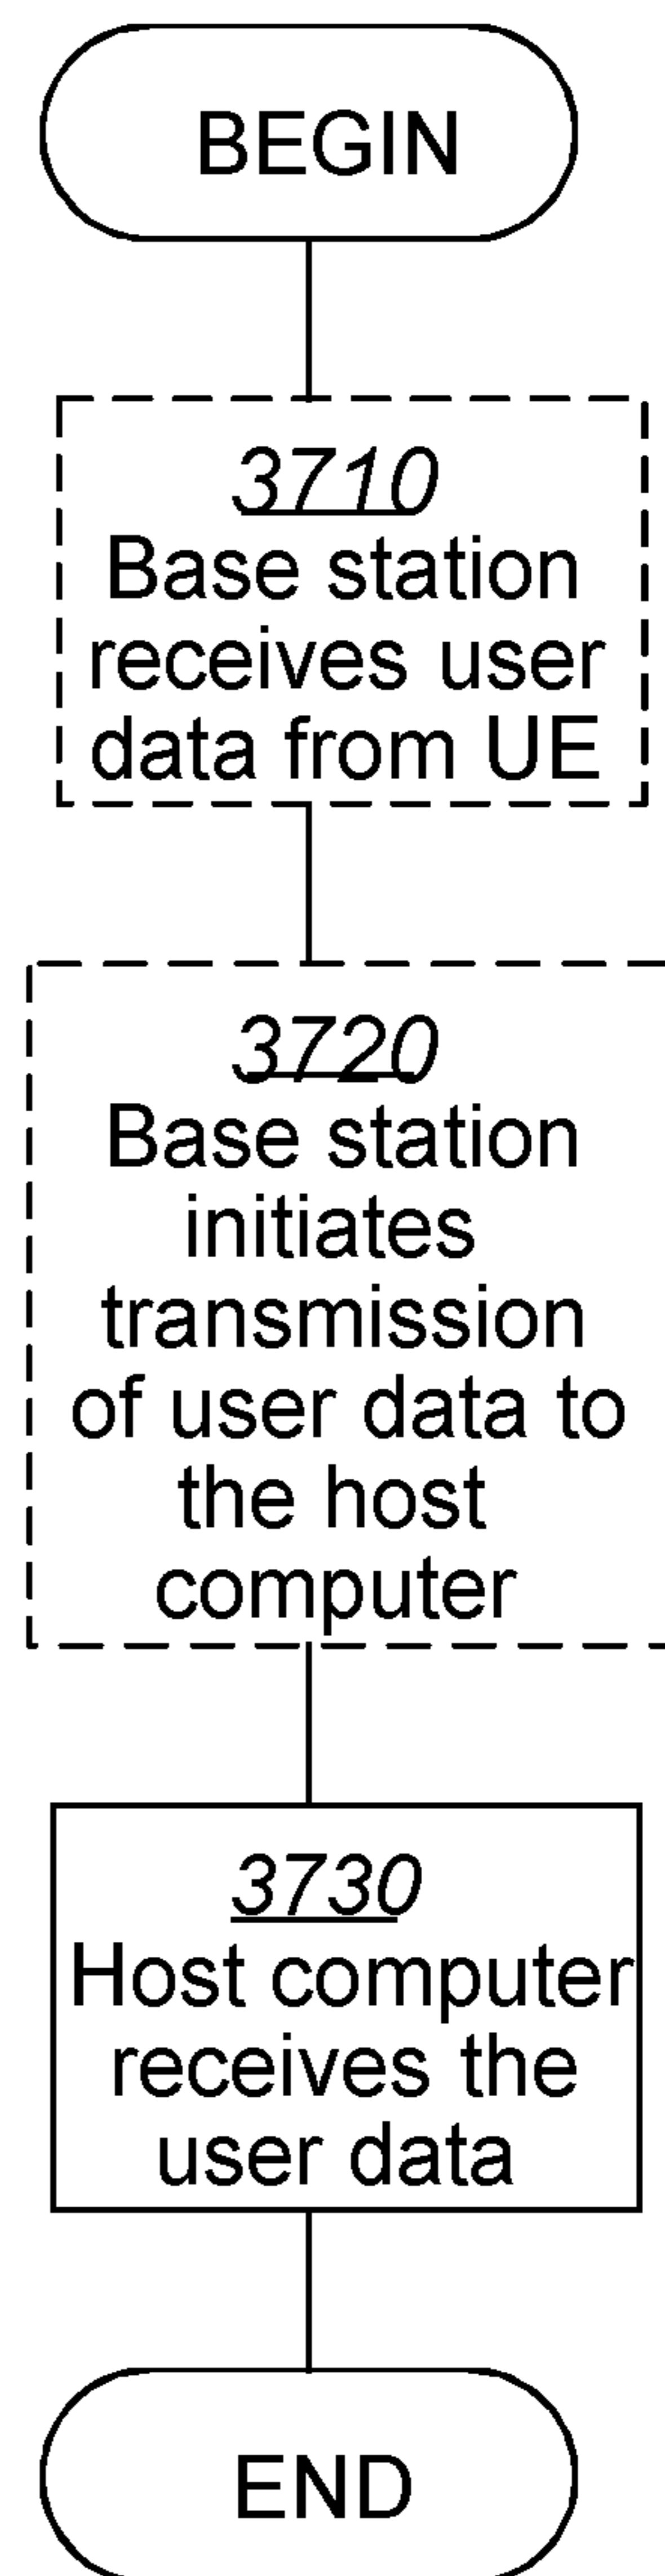 BEGIN
3710
Base station
receives user
data from UE
3720
Base station
initiates
transmission
of user data to
the host
computer
3730
Host computer
receives the
user data
END